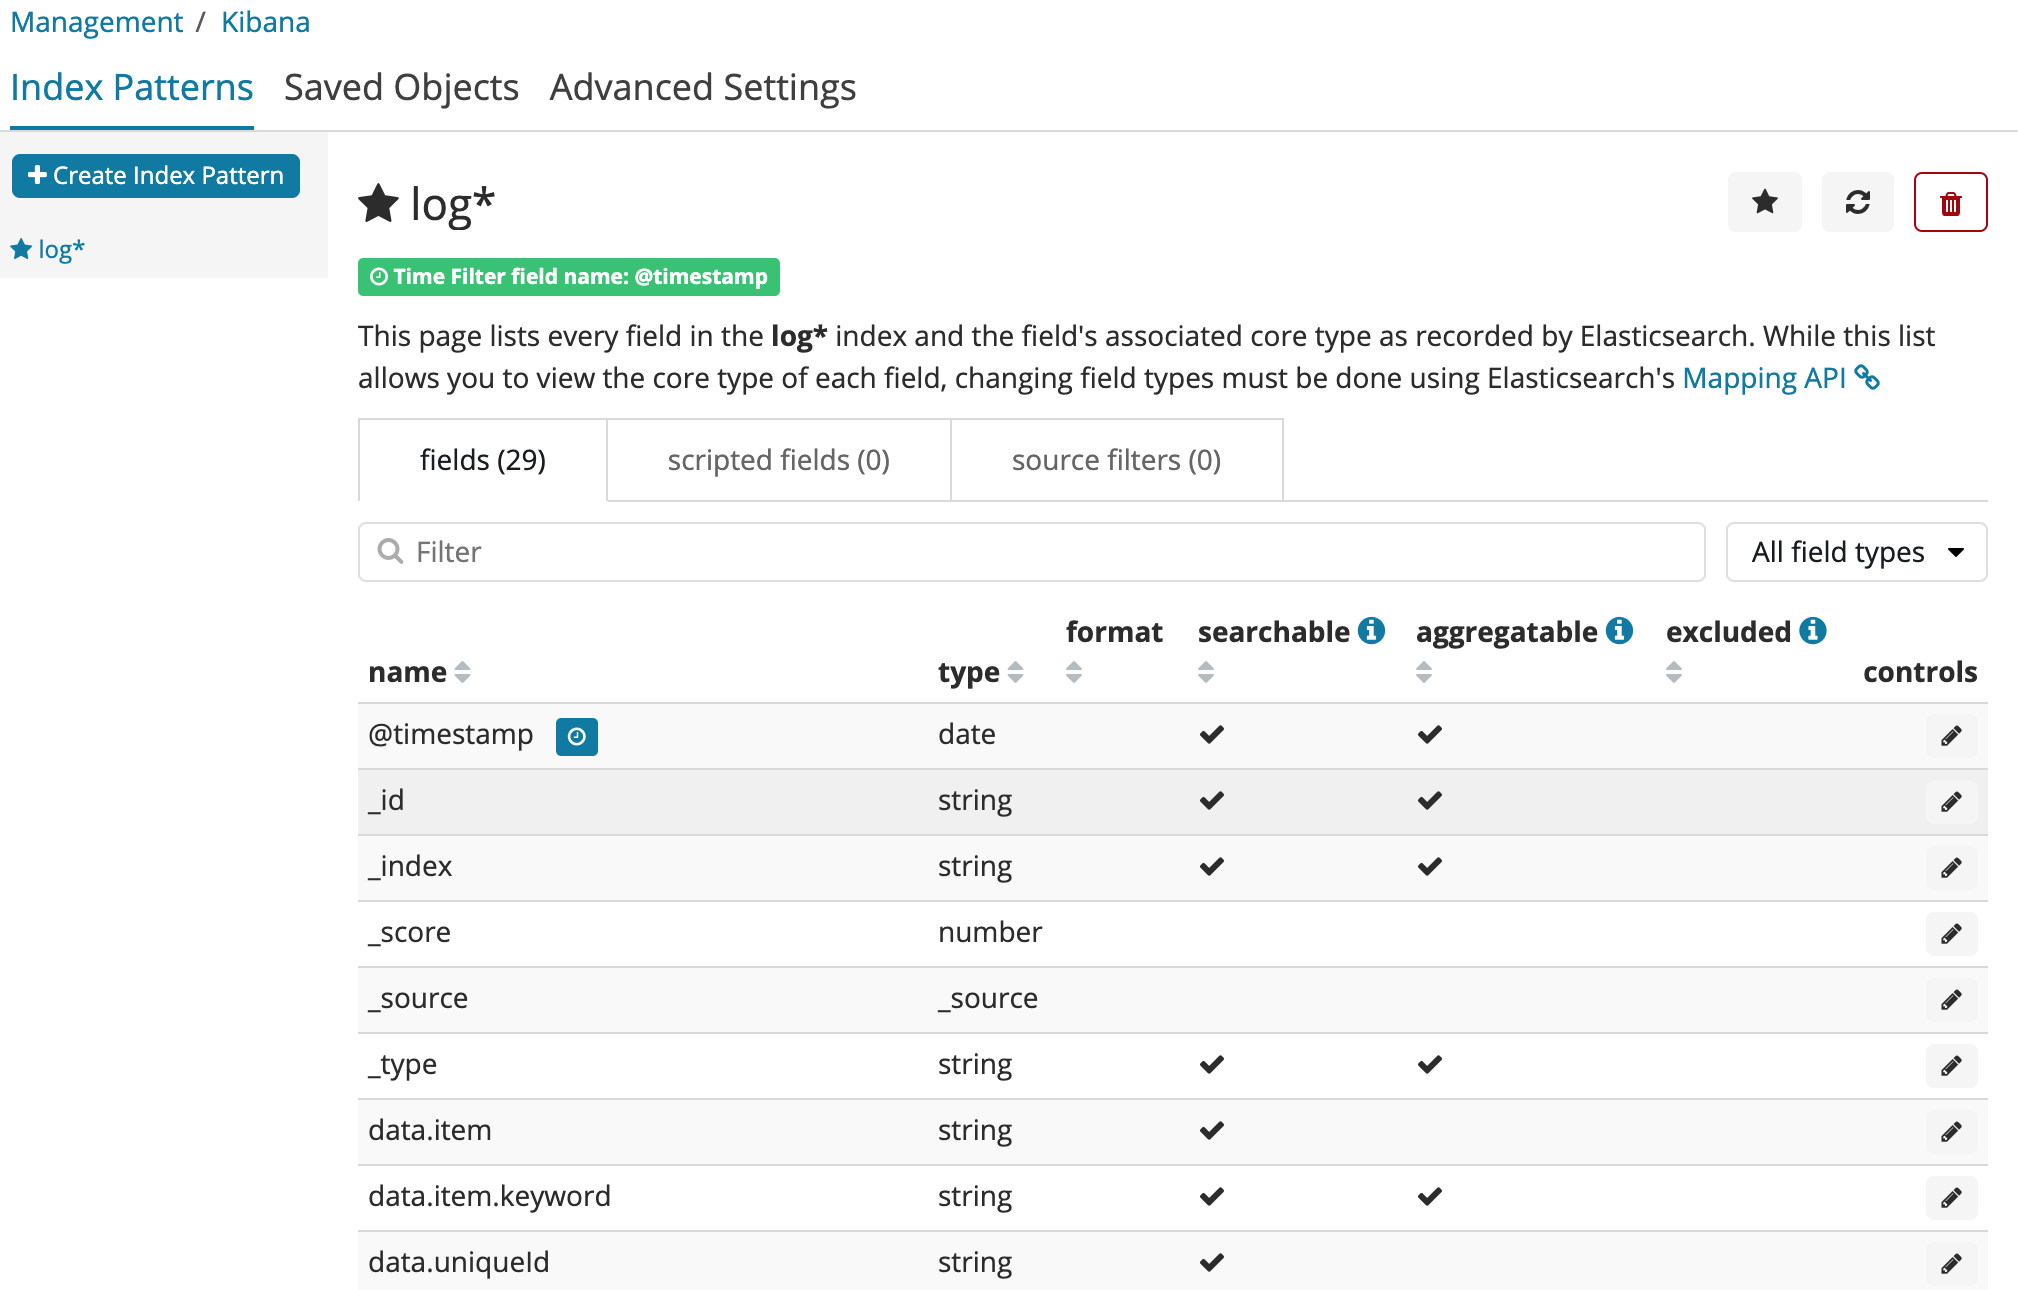 Management / Kibana
Index Patterns Saved Objects Advanced Settings
Create Index Pattern
log*
log*
Time Filter field name: @timestamp
This page lists every field in the log* index and the field's associated core type as recorded by Elasticsearch. While this list
allows you to view the core type of each field, changing field types must be done using Elasticsearch's Mapping API
fields (29) scripted fields (0) source filters (0)
Filter All field types
name type format searchable aggregatable excluded controls
@timestamp date
_id string
_index string
_score number
_source _source
_type string
data.item string
data.item.keyword string
data.uniqueId string